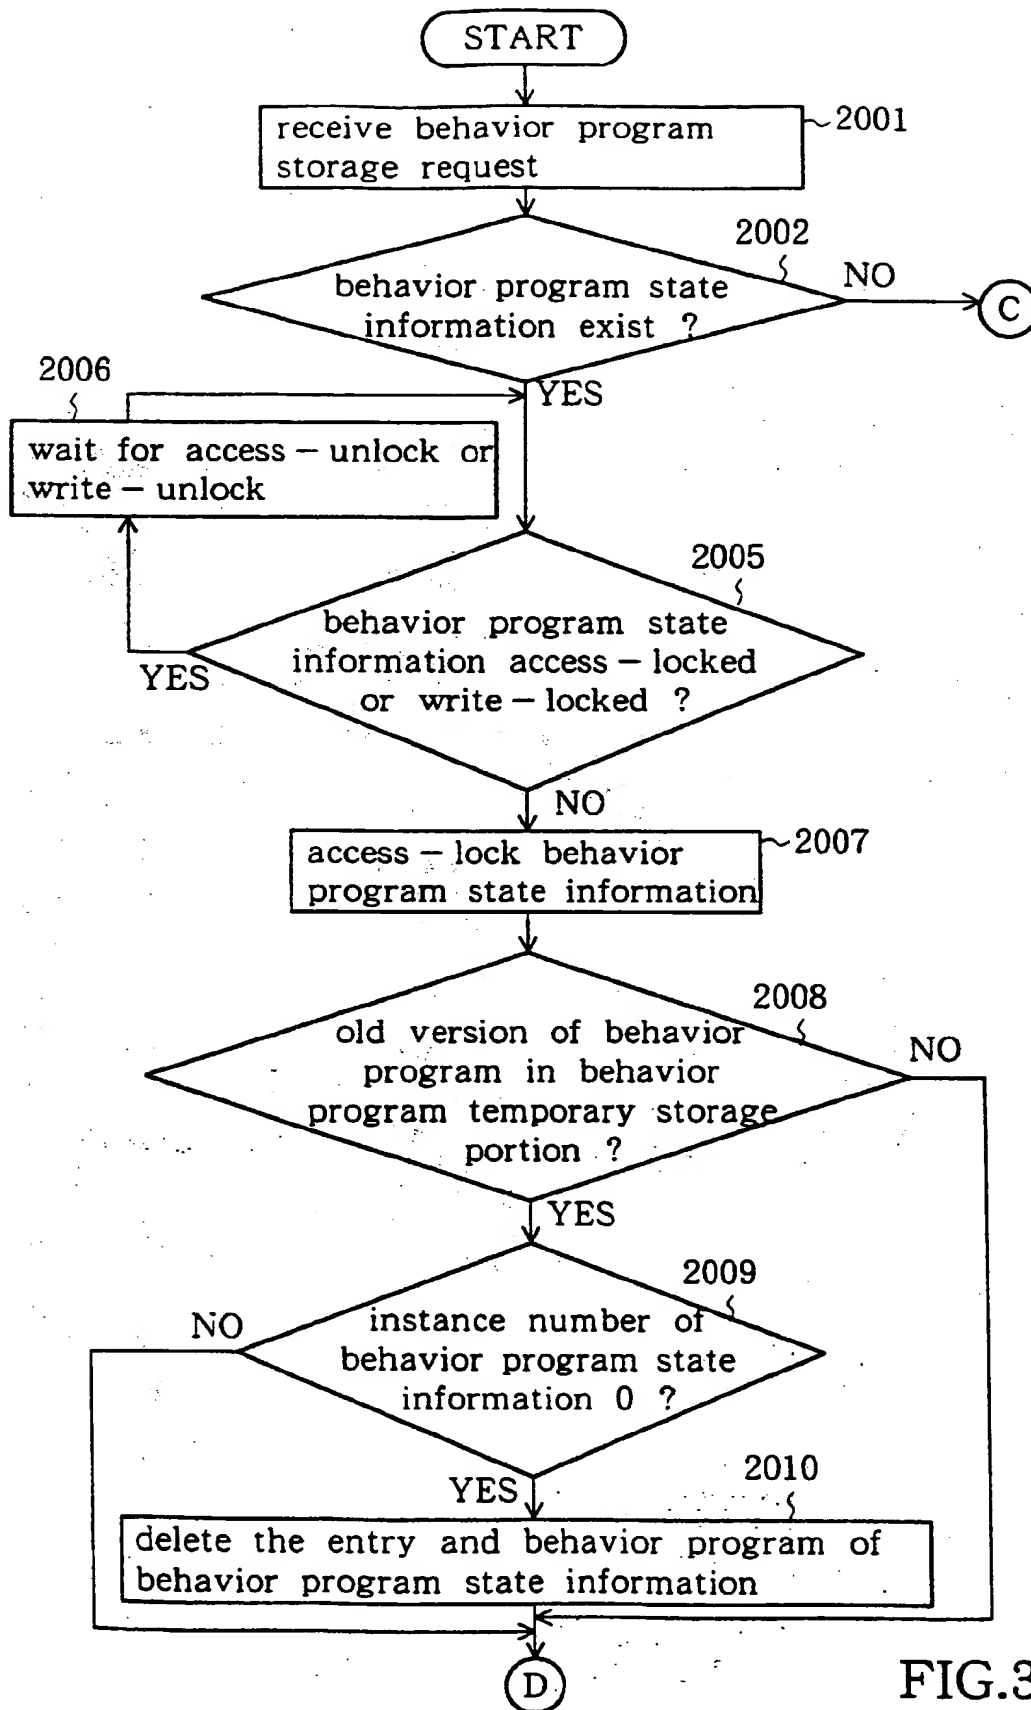 START
receive behavior program
storage request
2001
2002
behavior program state
information exist ?
NO
C
YES
2006
wait for access – unlock or
write – unlock
2005
behavior program state
information access – locked
or write – locked ?
YES
NO
access – lock behavior
program state information
2007
2008
old version of behavior
program in behavior
program temporary storage
portion ?
NO
YES
2009
instance number of
behavior program state
information 0 ?
NO
YES
2010
delete the entry and behavior program of
behavior program state information
D
FIG.3